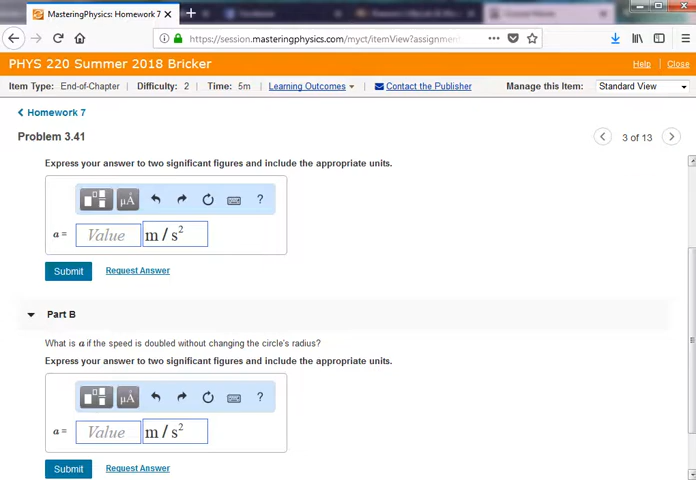 MasteringPhysics: Homework 7
https://session.masteringphysics.com/myct/itemView?assignment
PHYS 220 Summer 2018 Bricker
Help | Close
Item Type: End-of-Chapter | Difficulty: 2 | Time: 5m | Learning Outcomes | Contact the Publisher
Manage this Item: Standard View
Homework 7
Problem 3.41
3 of 13
Express your answer to two significant figures and include the appropriate units.
μÅ ?
a = Value m / s²
Submit Request Answer
Part B
What is a if the speed is doubled without changing the circle's radius?
Express your answer to two significant figures and include the appropriate units.
μÅ ?
a = Value m / s²
Submit Request Answer